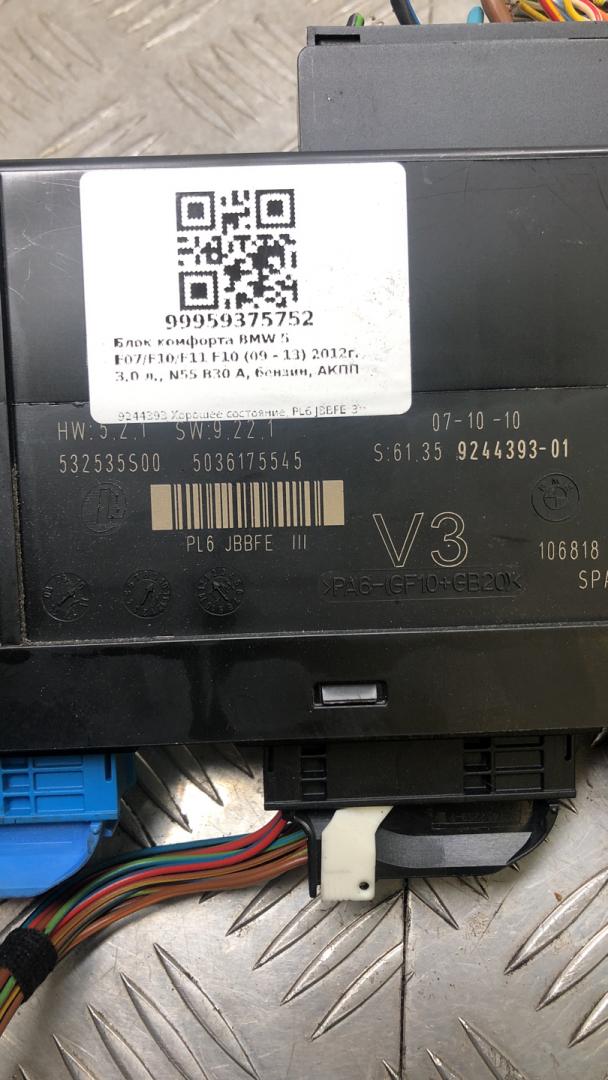 99959375752
Блок комфорта BMW 5
F07/F10/F11 F10 (09 - 13) 2012г.
3,0 л., N55 B30 A, бензин, АКПП
9244393 Хорошее состояние, PL6 JBBFE 3
HW:5.2.1 SW:9.22.1 07-10-10
532535S00 5036175545 S:61.35 9244393-01
PL6 JBBFE III
V3
106818
>PA6-(GF10+GB20)<